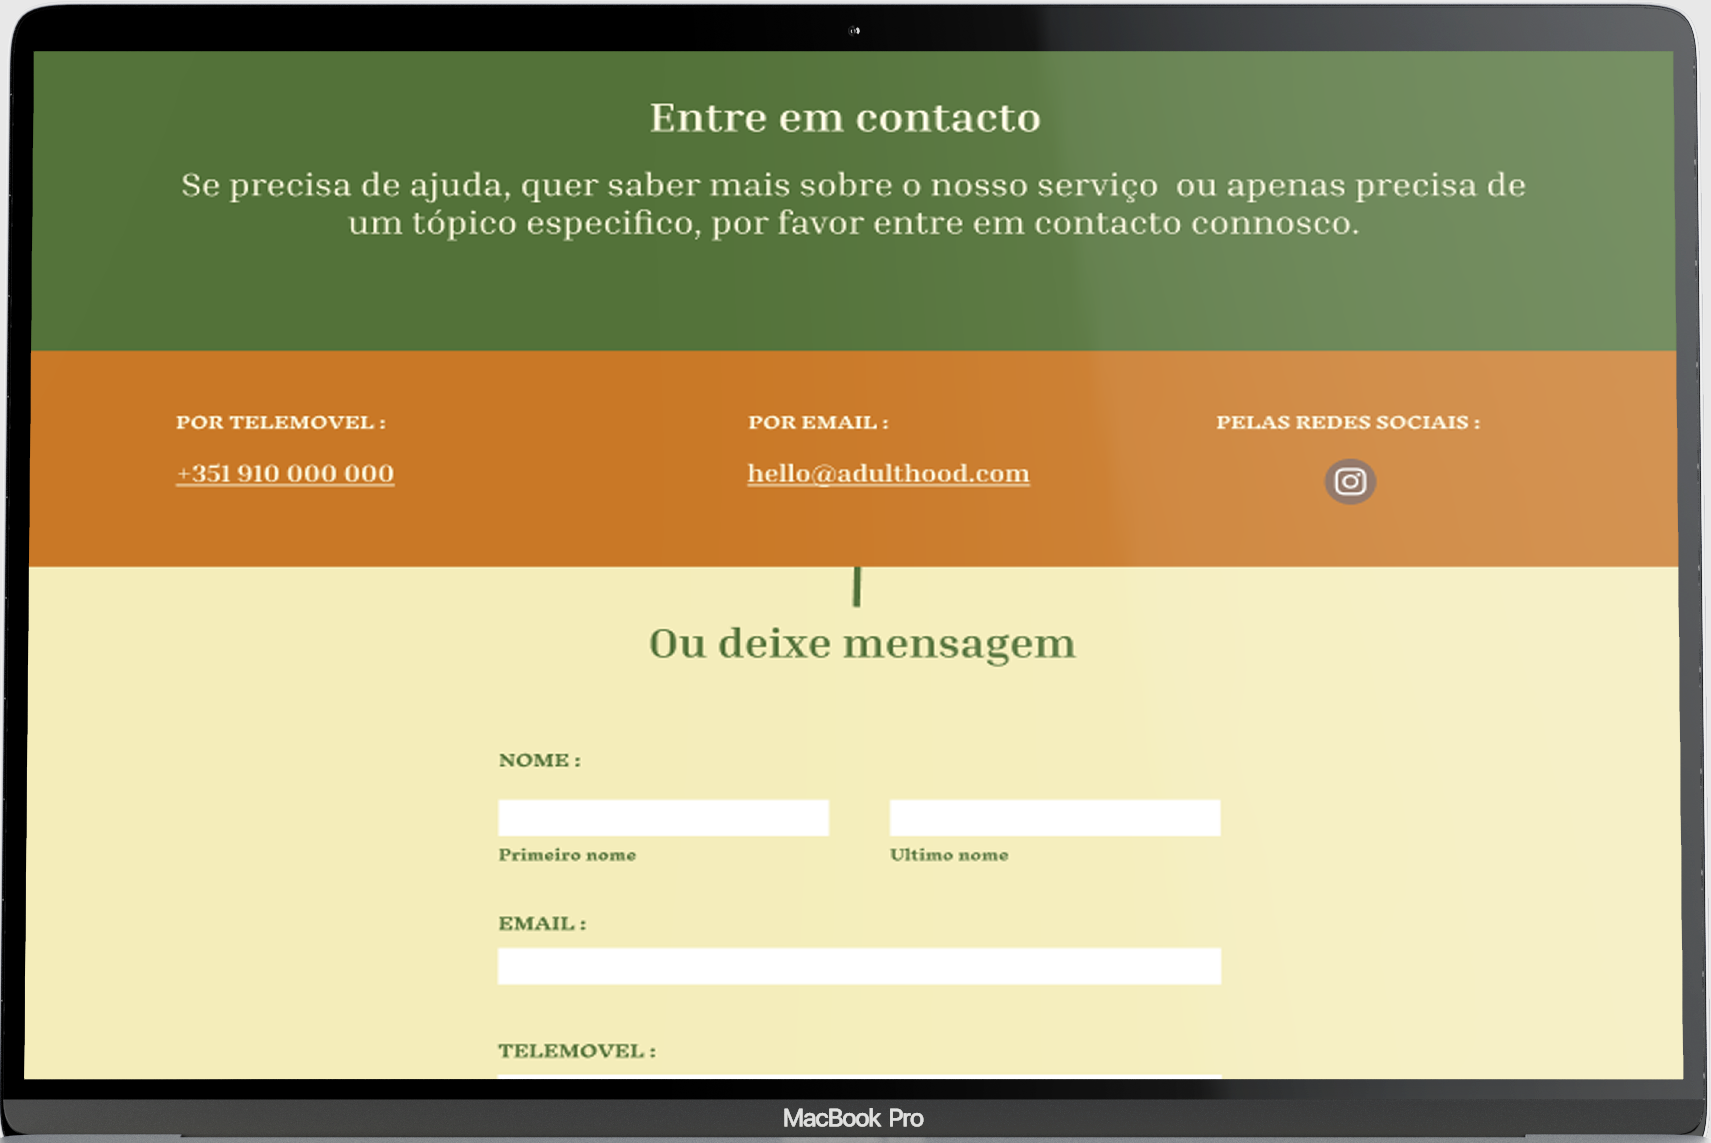 Entre em contacto
Se precisa de ajuda, quer saber mais sobre o nosso serviço  ou apenas precisa de
um tópico especifico, por favor entre em contacto connosco.
POR TELEMOVEL :
POR EMAIL :
PELAS REDES SOCIAIS :
+351 910 000 000
hello@adulthood.com
Ou deixe mensagem
NOME :
Primeiro nome
Ultimo nome
EMAIL :
TELEMOVEL :
MacBook Pro